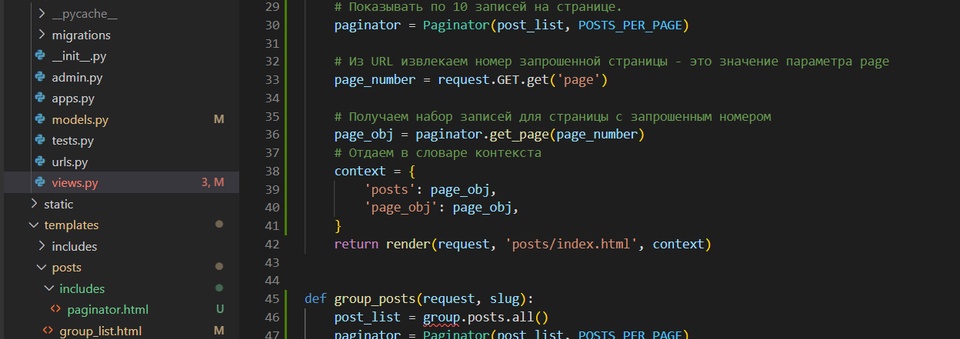 __pycache__
migrations
__init__.py
admin.py
apps.py
models.py M
tests.py
urls.py
views.py 3, M
static
templates
includes
posts
includes
paginator.html U
group_list.html M
29 # Показывать по 10 записей на странице.
30 paginator = Paginator(post_list, POSTS_PER_PAGE)
31
32 # Из URL извлекаем номер запрошенной страницы - это значение параметра page
33 page_number = request.GET.get('page')
34
35 # Получаем набор записей для страницы с запрошенным номером
36 page_obj = paginator.get_page(page_number)
37 # Отдаем в словаре контекста
38 context = {
39 'posts': page_obj,
40 'page_obj': page_obj,
41 }
42 return render(request, 'posts/index.html', context)
43
44
45 def group_posts(request, slug):
46 post_list = group.posts.all()
47 paginator = Paginator(post_list, POSTS_PER_PAGE)